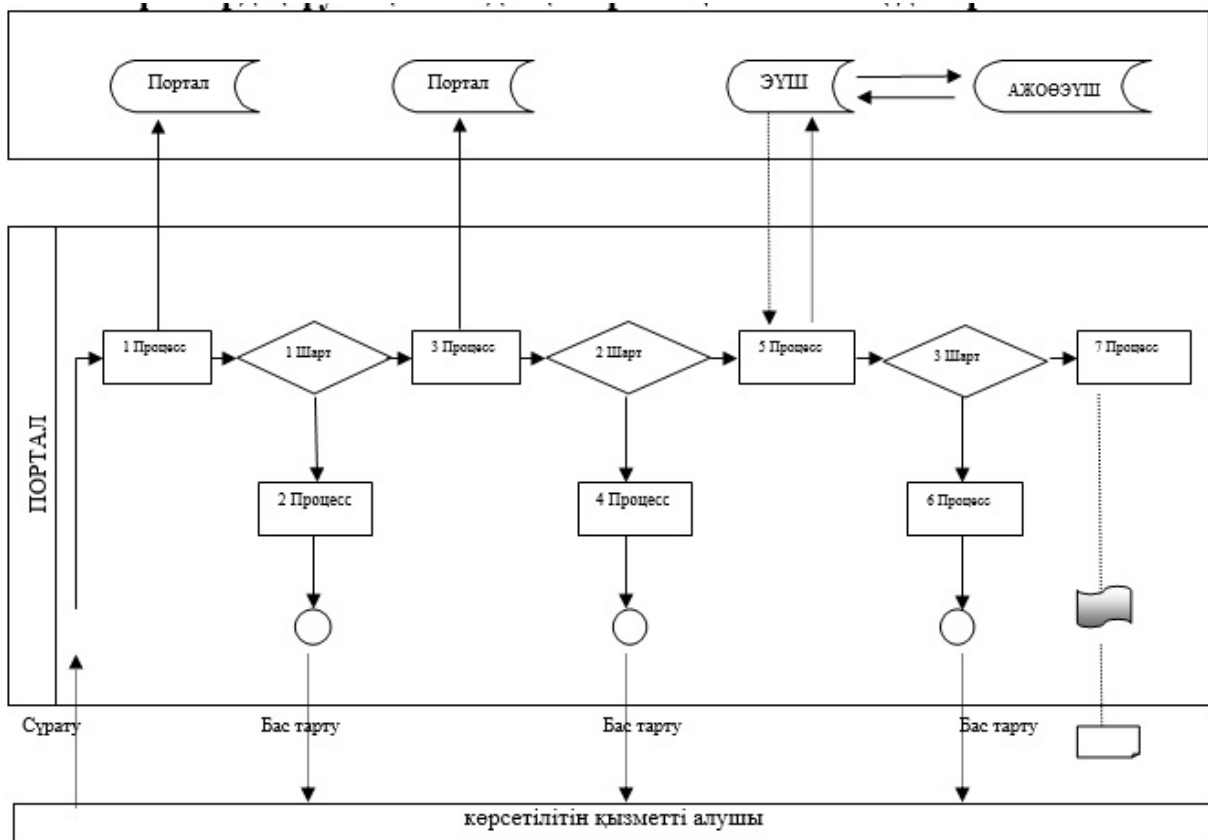 Портал
Портал
ЭҮШ
АЖОӨЭҮШ
ПОРТАЛ
1 Процесс
1 Шарт
3 Процесс
2 Шарт
5 Процесс
3 Шарт
7 Процесс
2 Процесс
4 Процесс
6 Процесс
Сұрату
Бас тарту
Бас тарту
Бас тарту
көрсетілітін қызметті алушы